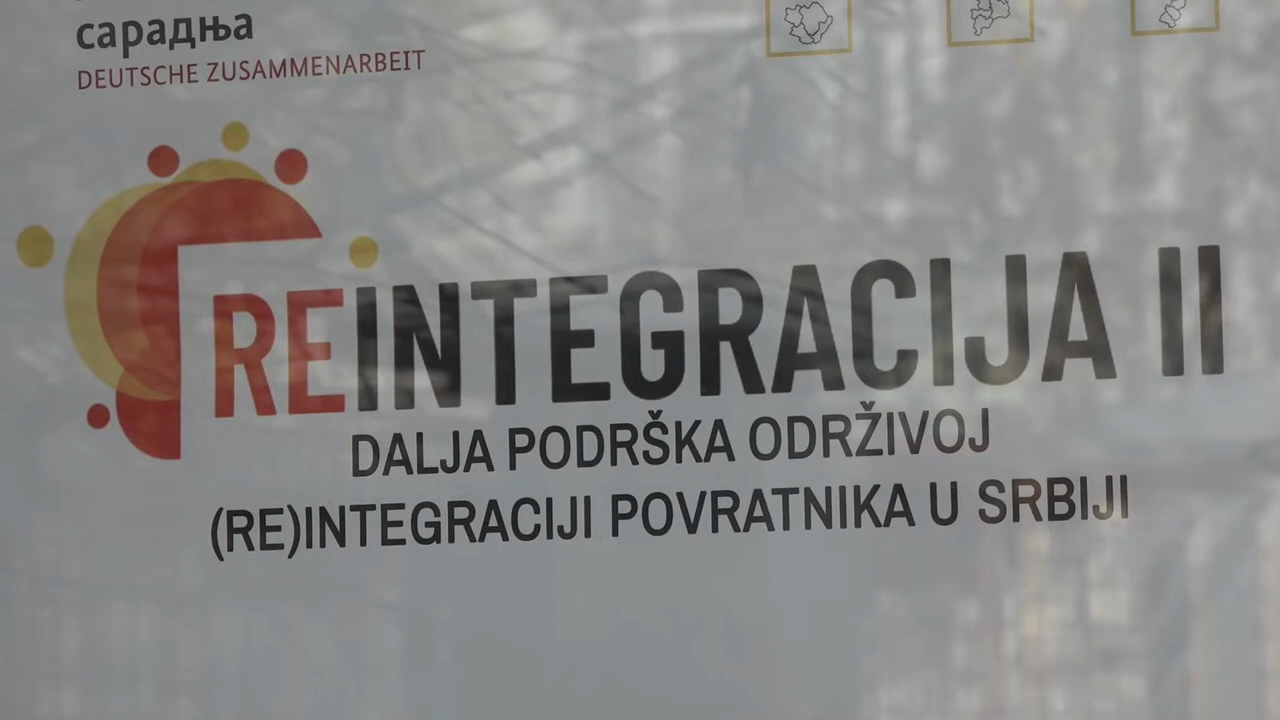 сарадња
DEUTSCHE ZUSAMMENARBEIT
REINTEGRACIJA II
DALJA PODRŠKA ODRŽIVOJ
(RE)INTEGRACIJI POVRATNIKA U SRBIJI